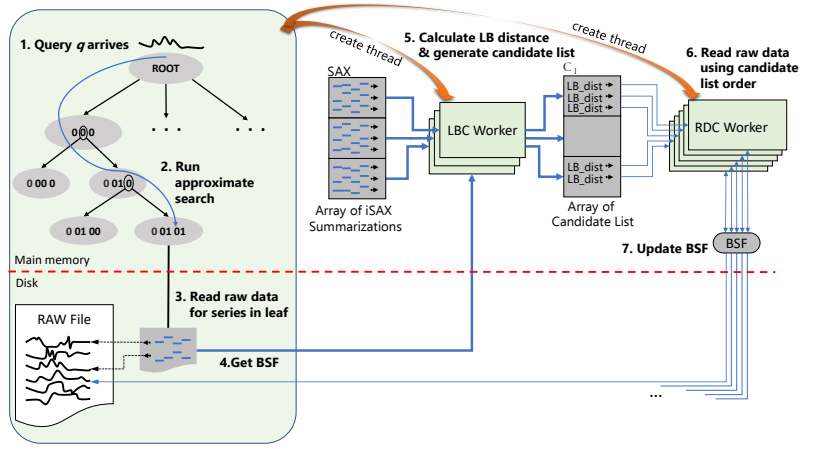 1. Query q arrives
ROOT
0 0 0
0 00 0
0 01 0
0 01 00
0 01 01
2. Run
approximate
search
Main memory
Disk
3. Read raw data
for series in leaf
RAW File
4.Get BSF
create thread
create thread
5. Calculate LB distance
& generate candidate list
SAX
Array of iSAX
Summarizations
LBC Worker
C1
LB_dist
LB_dist
LB_dist
LB_dist
LB_dist
Array of
Candidate List
6. Read raw data
using candidate
list order
RDC Worker
7. Update BSF
BSF
...